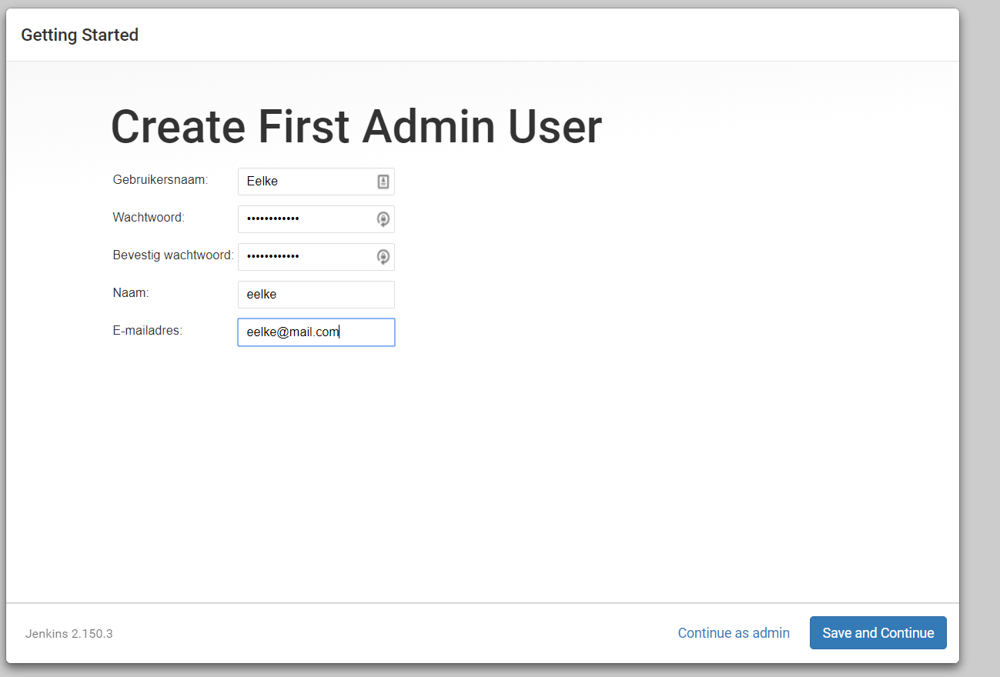 Getting Started
Create First Admin User
Gebruikersnaam: Eelke
Wachtwoord: ••••••••••••
Bevestig wachtwoord: ••••••••••••
Naam: eelke
E-mailadres: eelke@mail.com
Jenkins 2.150.3 Continue as admin Save and Continue